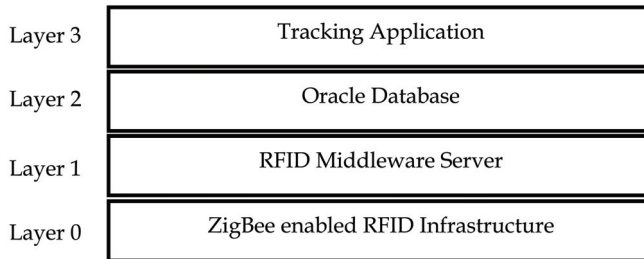 Layer 3 Tracking Application
Layer 2 Oracle Database
Layer 1 RFID Middleware Server
Layer 0 ZigBee enabled RFID Infrastructure